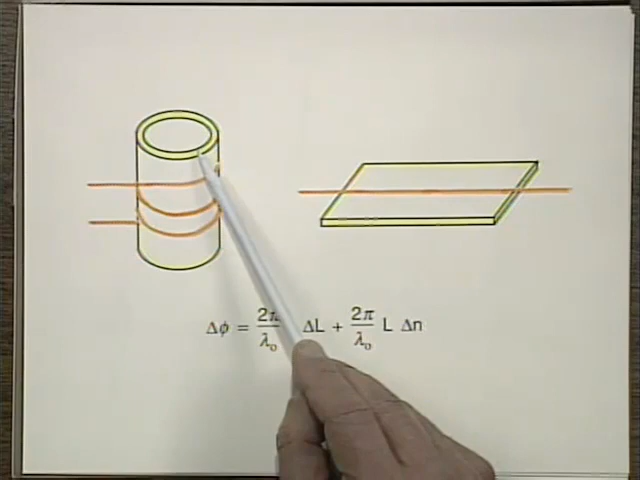 Δϕ = 2π/λ₀ ΔL + 2π/λ₀ L Δn